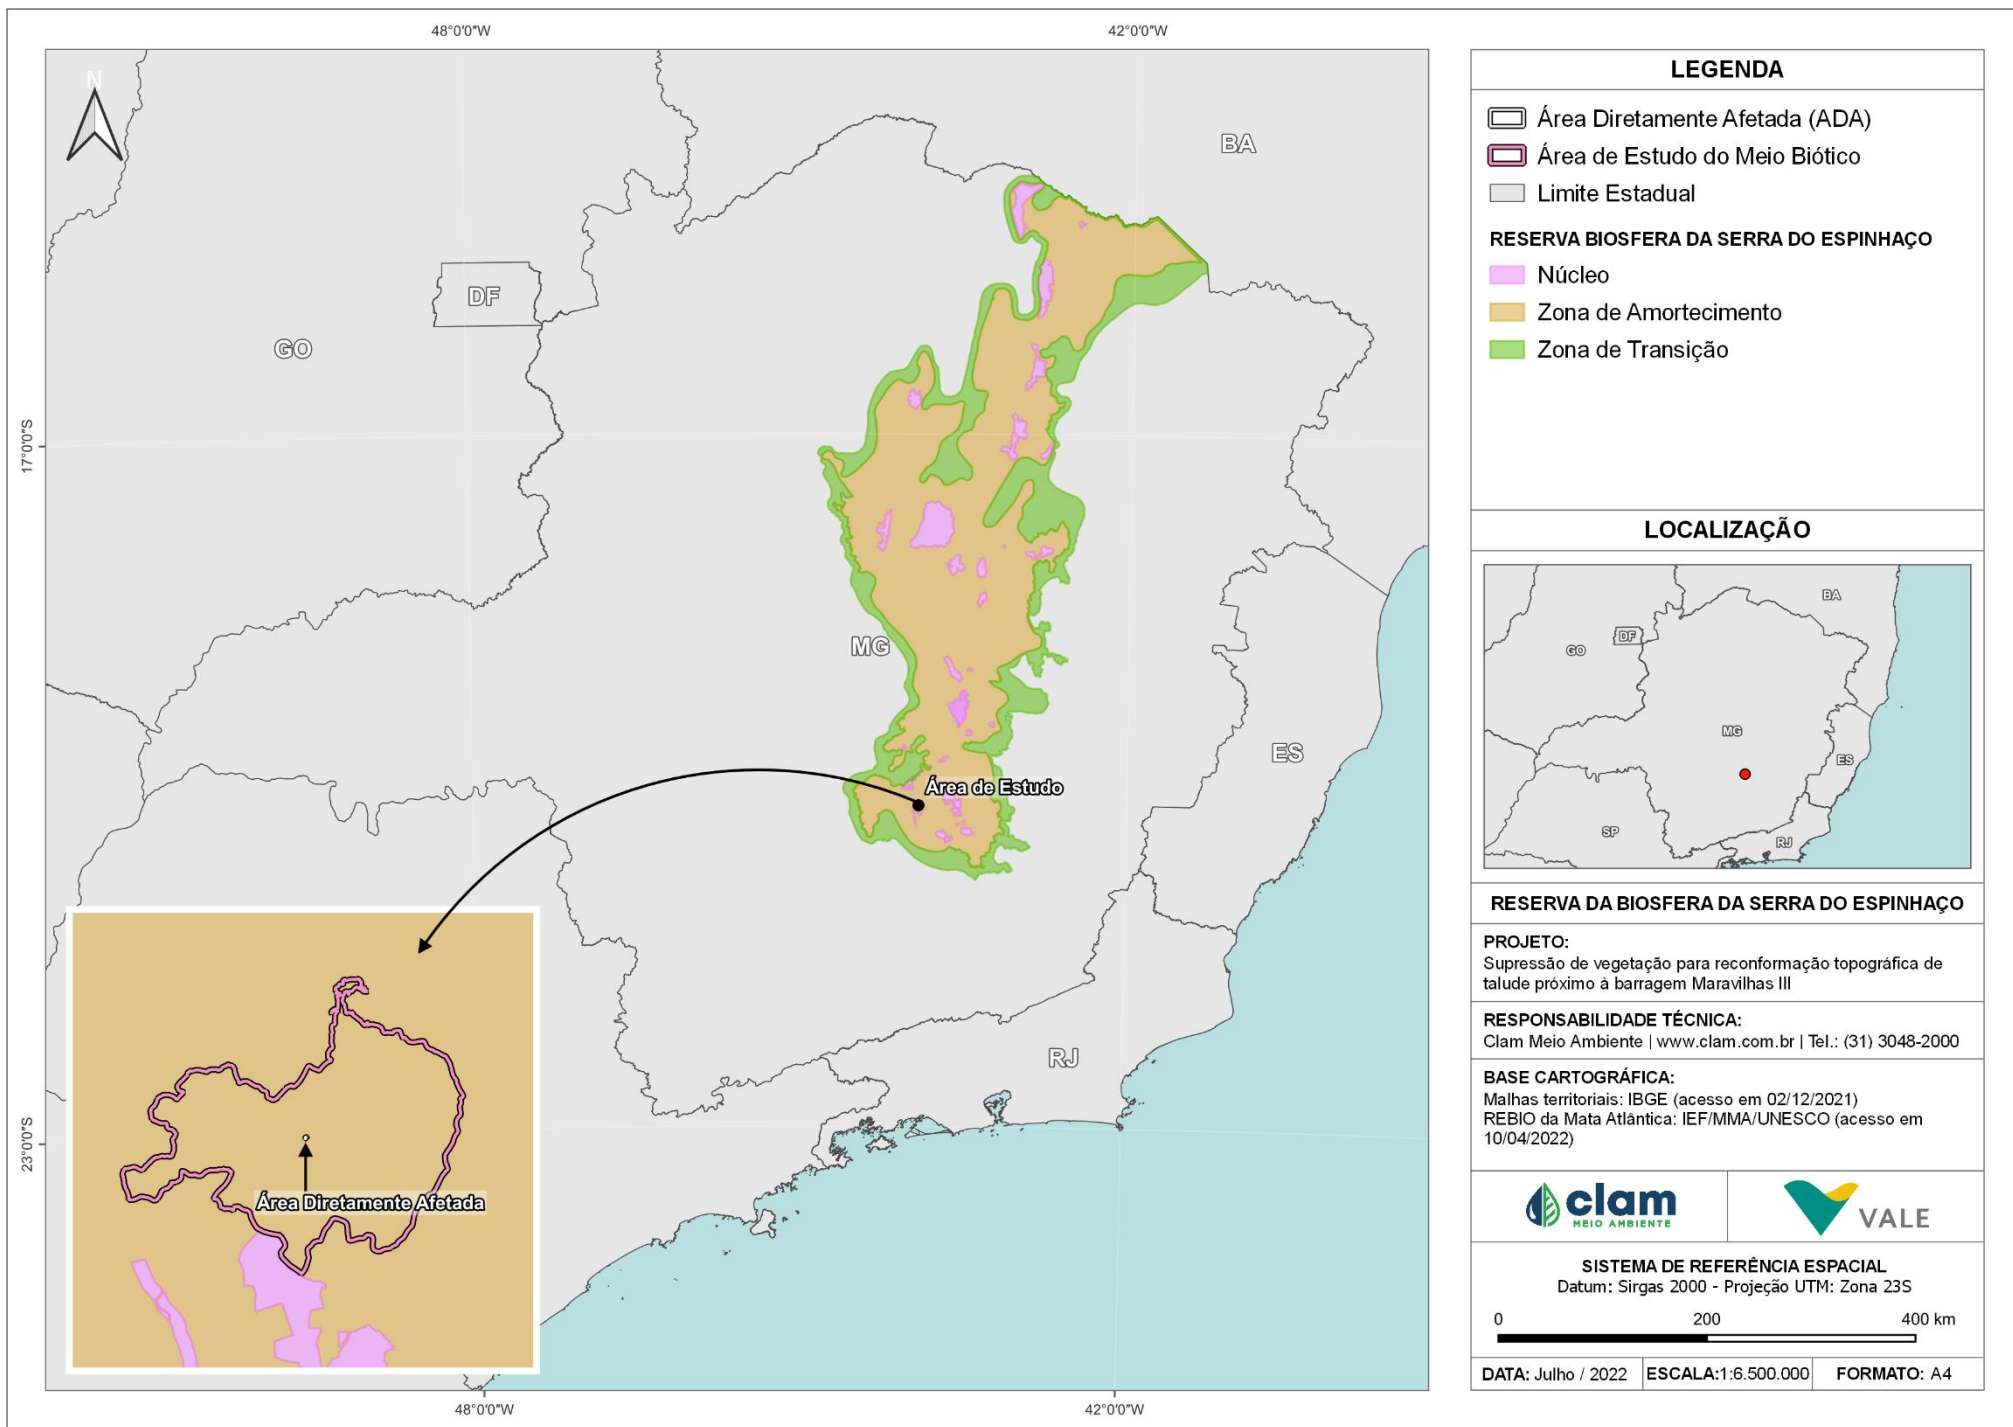 48°0'0"W
42°0'0"W
N
BA
DF
GO
17°0'0"S
MG
ES
Área de Estudo
RJ
23°0'0"S
Área Diretamente Afetada
48°0'0"W
42°0'0"W
LEGENDA
Área Diretamente Afetada (ADA)
Área de Estudo do Meio Biótico
Limite Estadual
RESERVA BIOSFERA DA SERRA DO ESPINHAÇO
Núcleo
Zona de Amortecimento
Zona de Transição
LOCALIZAÇÃO
BA
DF
GO
MG
ES
SP
RJ
RESERVA DA BIOSFERA DA SERRA DO ESPINHAÇO
PROJETO:
Supressão de vegetação para reconformação topográfica de
talude próximo à barragem Maravilhas III
RESPONSABILIDADE TÉCNICA:
Clam Meio Ambiente | www.clam.com.br | Tel.: (31) 3048-2000
BASE CARTOGRÁFICA:
Malhas territoriais: IBGE (acesso em 02/12/2021)
REBIO da Mata Atlântica: IEF/MMA/UNESCO (acesso em
10/04/2022)
clam
MEIO AMBIENTE
VALE
SISTEMA DE REFERÊNCIA ESPACIAL
Datum: Sirgas 2000 - Projeção UTM: Zona 23S
0 200 400 km
DATA: Julho / 2022 ESCALA:1:6.500.000 FORMATO: A4